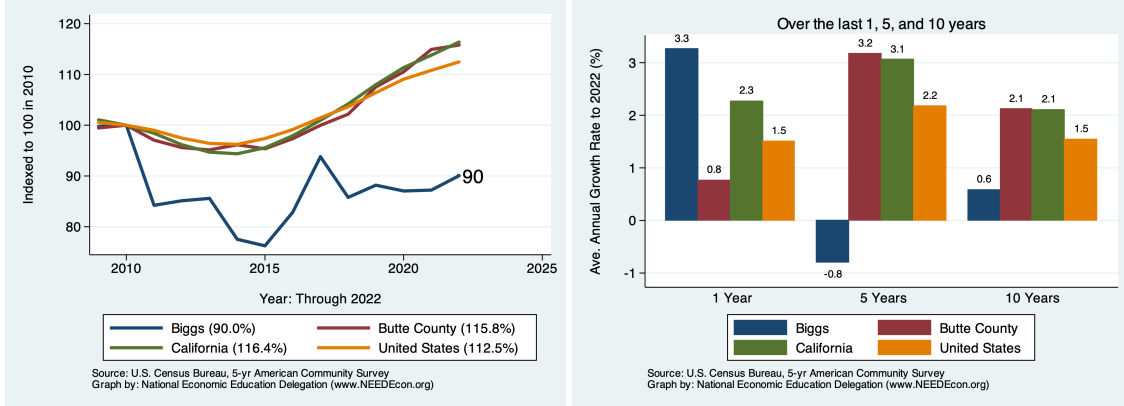 Indexed to 100 in 2010
120
110
100
90
80
90
2010
2015
2020
2025
Year: Through 2022
Biggs (90.0%)
Butte County (115.8%)
California (116.4%)
United States (112.5%)
Source: U.S. Census Bureau, 5-yr American Community Survey
Graph by: National Economic Education Delegation (www.NEEDEcon.org)
Over the last 1, 5, and 10 years
Ave. Annual Growth Rate to 2022 (%)
3
2
1
0
-1
3.3
0.8
2.3
1.5
-0.8
3.2
3.1
2.2
0.6
2.1
2.1
1.5
1 Year
5 Years
10 Years
Biggs
Butte County
California
United States
Source: U.S. Census Bureau, 5-yr American Community Survey
Graph by: National Economic Education Delegation (www.NEEDEcon.org)